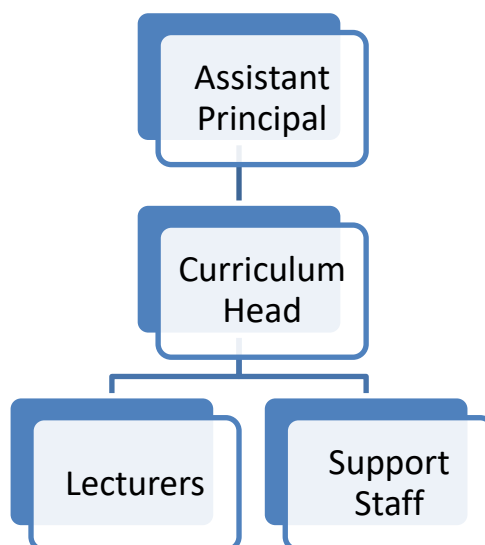 Assistant
Principal
Curriculum
Head
Lecturers
Support
Staff